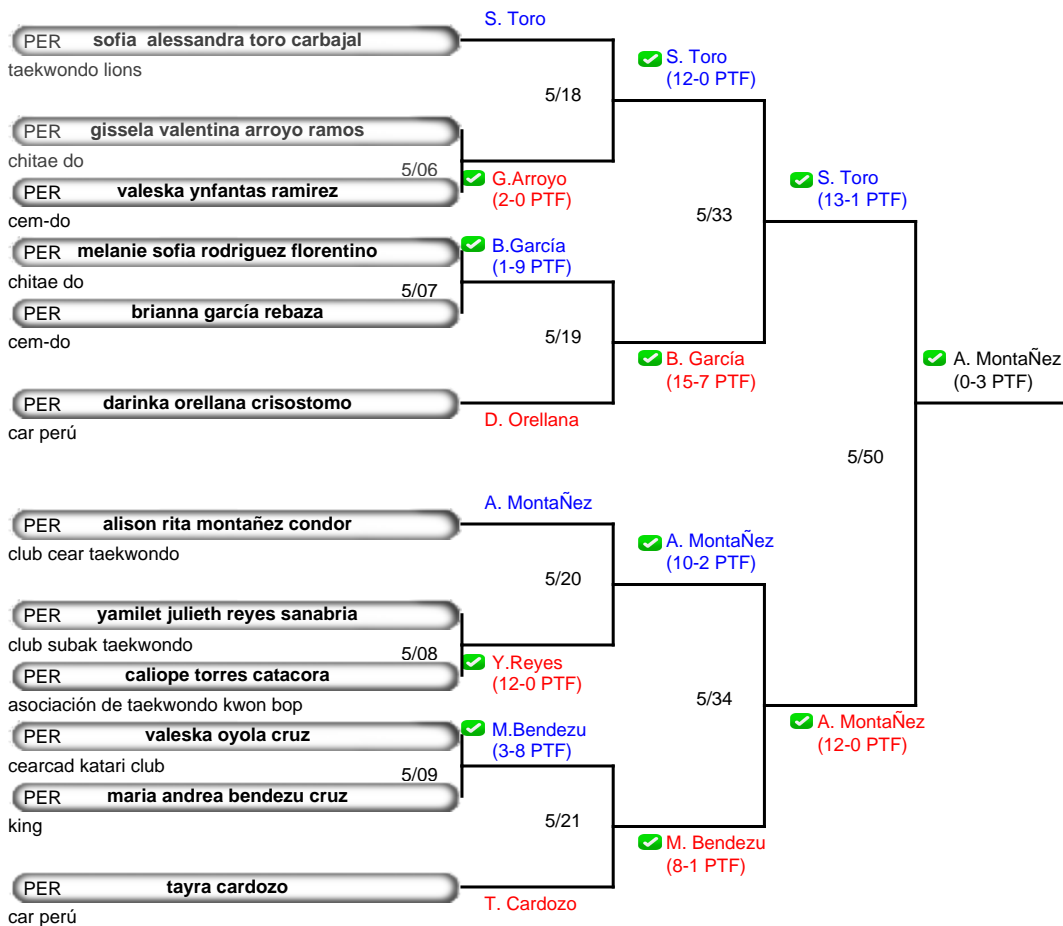 S. Toro
PER sofia alessandra toro carbajal
taekwondo lions
S. Toro
(12-0 PTF)
5/18
PER gissela valentina arroyo ramos
chitae do
5/06
G.Arroyo
(2-0 PTF)
PER valeska ynfantas ramirez
cem-do
S. Toro
(13-1 PTF)
5/33
PER melanie sofia rodriguez florentino
chitae do
B.García
(1-9 PTF)
5/07
PER brianna garcía rebaza
cem-do
5/19
B. García
(15-7 PTF)
A. MontaÑez
(0-3 PTF)
PER darinka orellana crisostomo
car perú
D. Orellana
5/50
A. MontaÑez
PER alison rita montañez condor
club cear taekwondo
A. MontaÑez
(10-2 PTF)
5/20
PER yamilet julieth reyes sanabria
club subak taekwondo
5/08
Y.Reyes
(12-0 PTF)
PER caliope torres catacora
asociación de taekwondo kwon bop
5/34
A. MontaÑez
(12-0 PTF)
PER valeska oyola cruz
cearcad katari club
M.Bendezu
(3-8 PTF)
5/09
PER maria andrea bendezu cruz
king
5/21
M. Bendezu
(8-1 PTF)
PER tayra cardozo
car perú
T. Cardozo